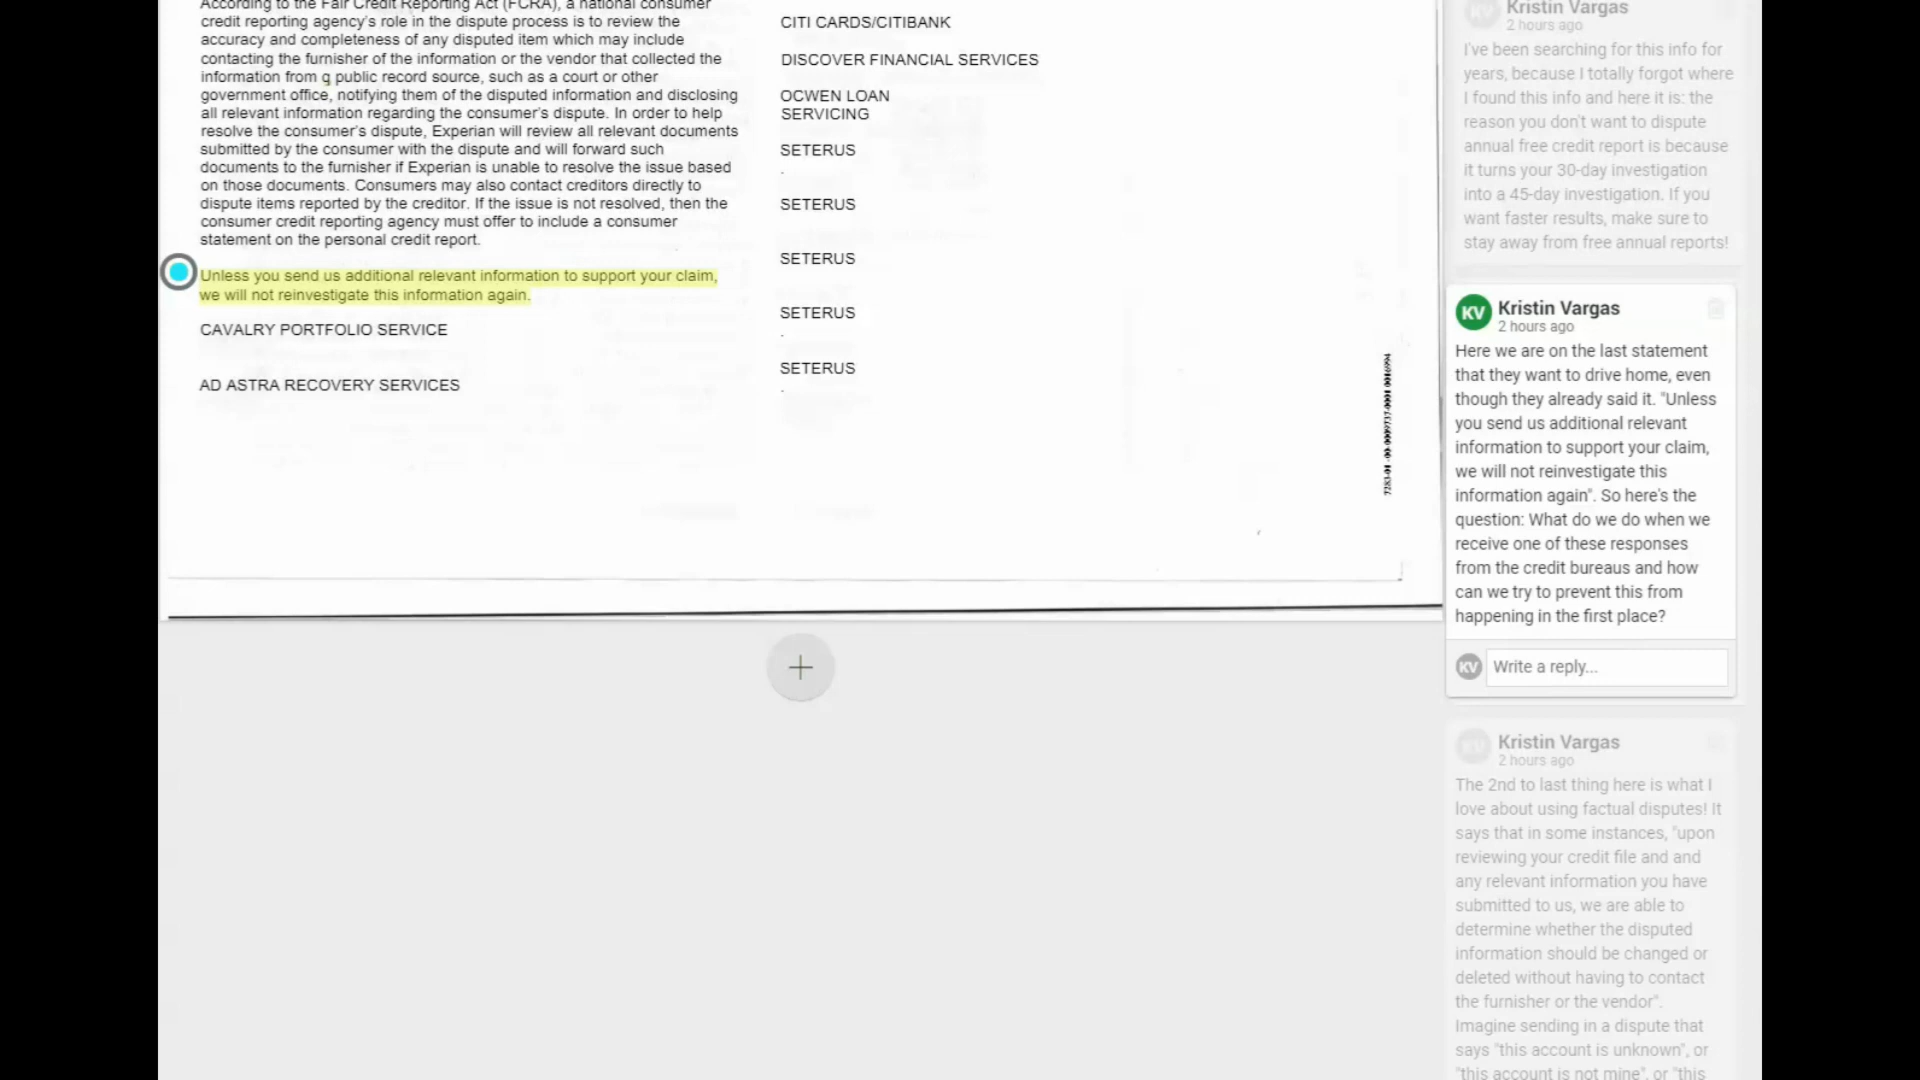 According to the Fair Credit Reporting Act (FCRA), a national consumer
credit reporting agency's role in the dispute process is to review the
accuracy and completeness of any disputed item which may include
contacting the furnisher of the information or the vendor that collected the
information from a public record source, such as a court or other
government office, notifying them of the disputed information and disclosing
all relevant information regarding the consumer's dispute. In order to help
resolve the consumer's dispute, Experian will review all relevant documents
submitted by the consumer with the dispute and will forward such
documents to the furnisher if Experian is unable to resolve the issue based
on those documents. Consumers may also contact creditors directly to
dispute items reported by the creditor. If the issue is not resolved, then the
consumer credit reporting agency must offer to include a consumer
statement on the personal credit report.
Unless you send us additional relevant information to support your claim,
we will not reinvestigate this information again.
CAVALRY PORTFOLIO SERVICE
AD ASTRA RECOVERY SERVICES
CITI CARDS/CITIBANK
DISCOVER FINANCIAL SERVICES
OCWEN LOAN
SERVICING
SETERUS
SETERUS
SETERUS
SETERUS
SETERUS
KV
Kristin Vargas
2 hours ago
I've been searching for this info for
years, because I totally forgot where
I found this info and here it is: the
reason you don't want to dispute
annual free credit report is because
it turns your 30-day investigation
into a 45-day investigation. If you
want faster results, make sure to
stay away from free annual reports!
KV
Kristin Vargas
2 hours ago
Here we are on the last statement
that they want to drive home, even
though they already said it. "Unless
you send us additional relevant
information to support your claim,
we will not reinvestigate this
information again". So here's the
question: What do we do when we
receive one of these responses
from the credit bureaus and how
can we try to prevent this from
happening in the first place?
KV
Write a reply...
KV
Kristin Vargas
2 hours ago
The 2nd to last thing here is what I
love about using factual disputes! It
says that in some instances, "upon
reviewing your credit file and and
any relevant information you have
submitted to us, we are able to
determine whether the disputed
information should be changed or
deleted without having to contact
the furnisher or the vendor".
Imagine sending in a dispute that
says "this account is unknown", or
"this account is not mine", or "this